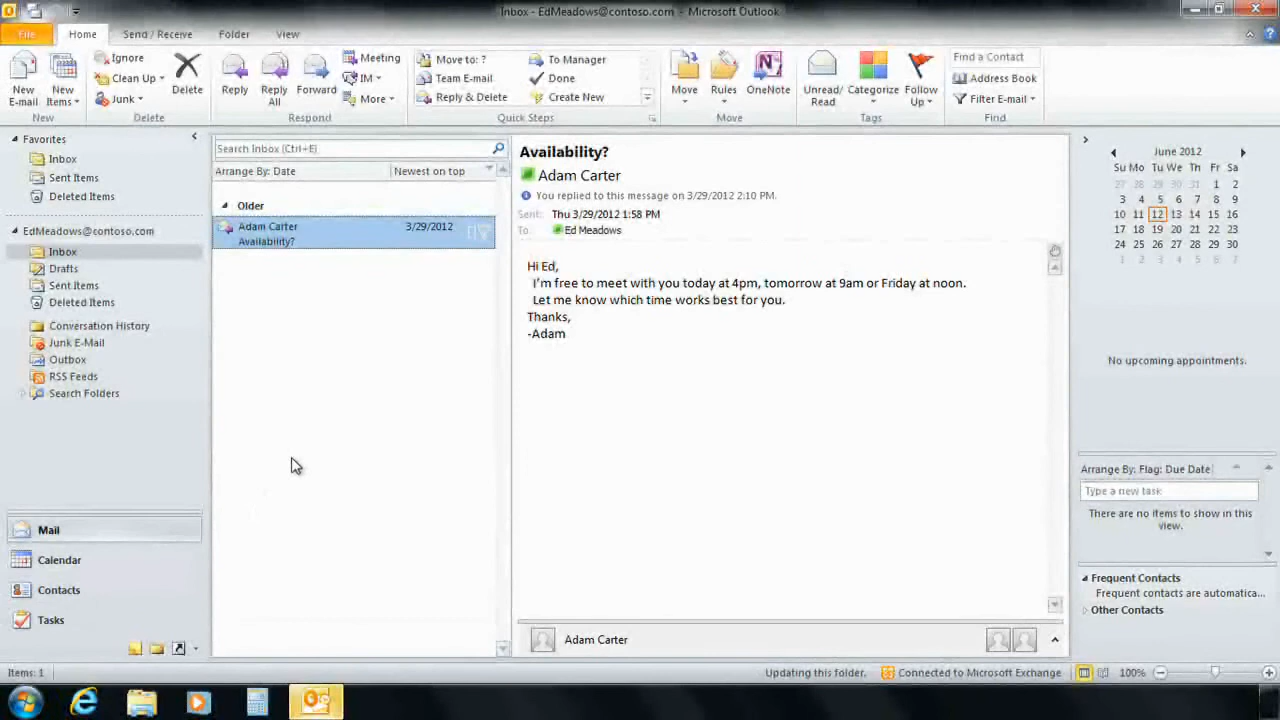 Inbox - EdMeadows@contoso.com - Microsoft Outlook
File Home Send / Receive Folder View
New E-mail
New Items
Ignore
Clean Up
Junk
Delete
Reply
Reply All
Forward
Meeting
IM
More
Move to: ?
Team E-mail
Reply & Delete
To Manager
Done
Create New
Move
Rules
OneNote
Unread/ Read
Categorize
Follow Up
Find a Contact
Address Book
Filter E-mail
New Delete Respond Quick Steps Move Tags Find
Favorites
Inbox
Sent Items
Deleted Items
EdMeadows@contoso.com
Inbox
Drafts
Sent Items
Deleted Items
Conversation History
Junk E-Mail
Outbox
RSS Feeds
Search Folders
Mail
Calendar
Contacts
Tasks
Search Inbox (Ctrl+E)
Arrange By: Date Newest on top
Older
Adam Carter 3/29/2012
Availability?
Availability?
Adam Carter
You replied to this message on 3/29/2012 2:10 PM.
Sent: Thu 3/29/2012 1:58 PM
To: Ed Meadows
Hi Ed,
I'm free to meet with you today at 4pm, tomorrow at 9am or Friday at noon.
Let me know which time works best for you.
Thanks,
-Adam
Adam Carter
June 2012
Su Mo Tu We Th Fr Sa
27 28 29 30 31 1 2
3 4 5 6 7 8 9
10 11 12 13 14 15 16
17 18 19 20 21 22 23
24 25 26 27 28 29 30
1 2 3 4 5 6 7
No upcoming appointments.
Arrange By: Flag: Due Date
Type a new task
There are no items to show in this
view.
Frequent Contacts
Frequent contacts are automatica...
Other Contacts
Items: 1 Updating this folder. Connected to Microsoft Exchange 100%